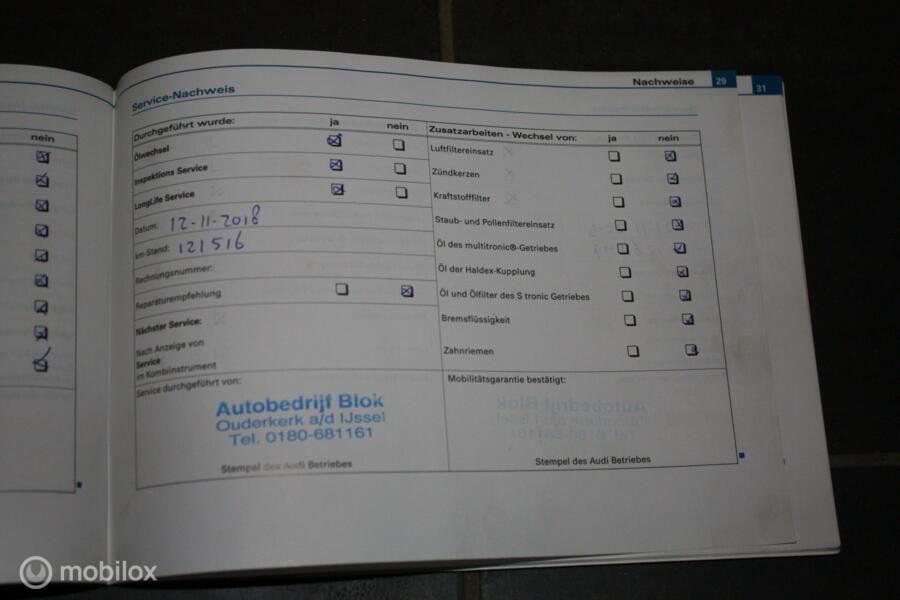 nein
Nachweise 29
31
Service-Nachweis
Durchgeführt wurde: ja nein
Ölwechsel
Inspektions Service
LongLife Service
Datum: 12-11-2018
km-Stand: 121516
Rechnungsnummer:
Reparaturempfehlung
Nächster Service:
Nach Anzeige von
Service
im Kombiinstrument
Service durchgeführt von:
Autobedrijf Blok
Ouderkerk a/d IJssel
Tel. 0180-681161
Stempel des Audi Betriebes
Zusatzarbeiten - Wechsel von: ja nein
Luftfiltereinsatz
Zündkerzen
Kraftstofffilter
Staub- und Pollenfiltereinsatz
Öl des multitronic®-Getriebes
Öl der Haldex-Kupplung
Öl und Ölfilter des S tronic Getriebes
Bremsflüssigkeit
Zahnriemen
Mobilitätsgarantie bestätigt:
Stempel des Audi Betriebes
mobilox